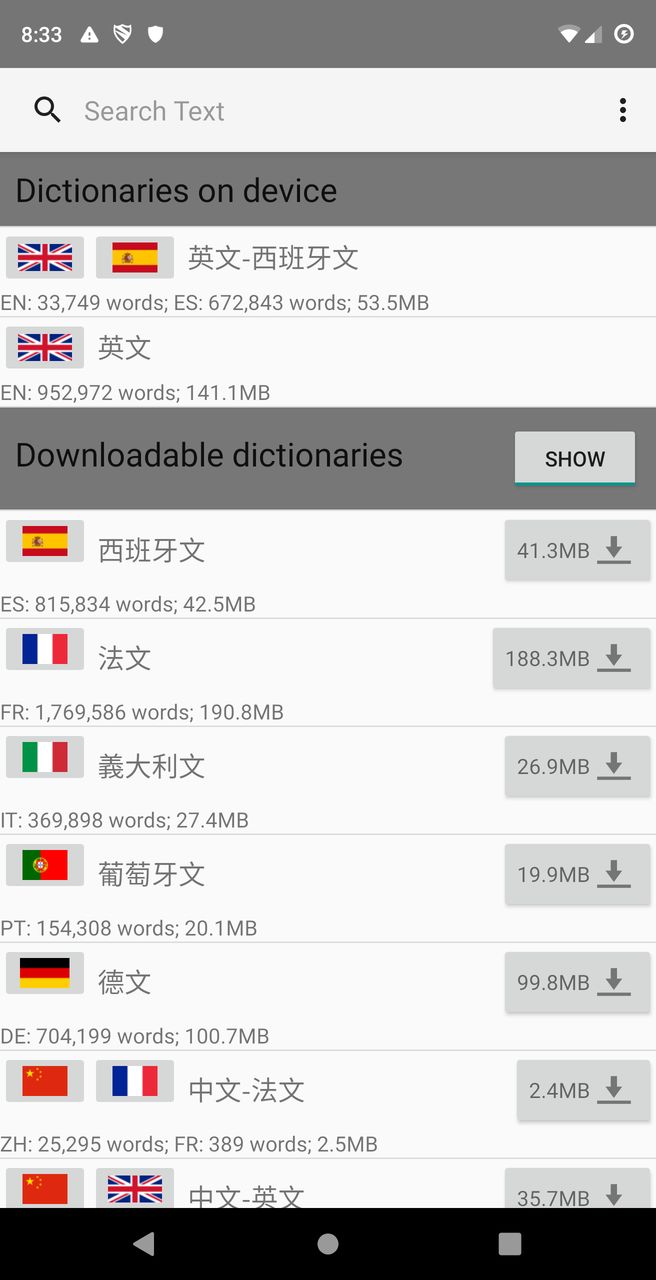 8:33
Search Text
Dictionaries on device
英文-西班牙文
EN: 33,749 words; ES: 672,843 words; 53.5MB
英文
EN: 952,972 words; 141.1MB
Downloadable dictionaries
SHOW
西班牙文
41.3MB
ES: 815,834 words; 42.5MB
法文
188.3MB
FR: 1,769,586 words; 190.8MB
義大利文
26.9MB
IT: 369,898 words; 27.4MB
葡萄牙文
19.9MB
PT: 154,308 words; 20.1MB
德文
99.8MB
DE: 704,199 words; 100.7MB
中文-法文
2.4MB
ZH: 25,295 words; FR: 389 words; 2.5MB
中文-英文
35.7MB